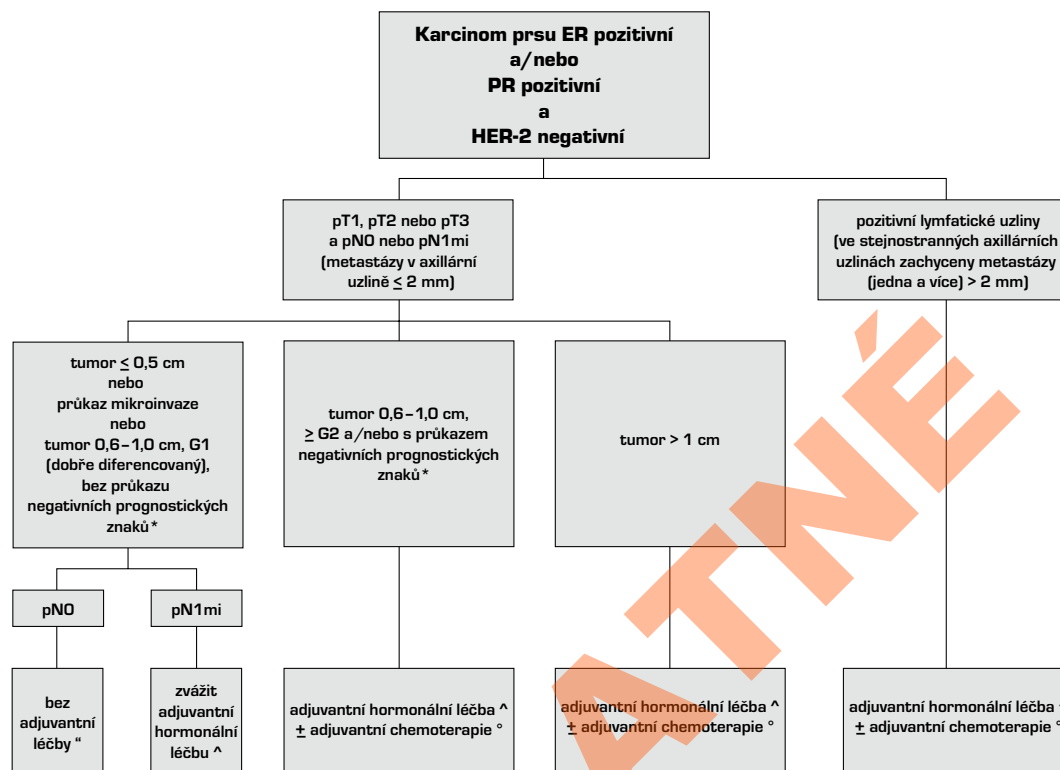 Karcinom prsu ER pozitivní
a/nebo
PR pozitivní
a
HER-2 negativní
pT1, pT2 nebo pT3
a pN0 nebo pN1mi
(metastázy v axillární
uzlině ≤ 2 mm)
pozitivní lymfatické uzliny
(ve stejnostranných axillárních
uzlinách zachyceny metastázy
(jedna a více) > 2 mm)
tumor ≤ 0,5 cm
nebo
průkaz mikroinvaze
nebo
tumor 0,6–1,0 cm, G1
(dobře diferencovaný),
bez průkazu
negativních prognostických
znaků*
tumor 0,6–1,0 cm,
≥ G2 a/nebo s průkazem
negativních prognostických
znaků*
tumor > 1 cm
pN0
pN1mi
bez
adjuvantní
léčby “
zvážit
adjuvantní
hormonální
léčbu ^
adjuvantní hormonální léčba ^
± adjuvantní chemoterapie °
adjuvantní hormonální léčba ^
± adjuvantní chemoterapie °
adjuvantní hormonální léčba
± adjuvantní chemoterapie °
ATNÉ